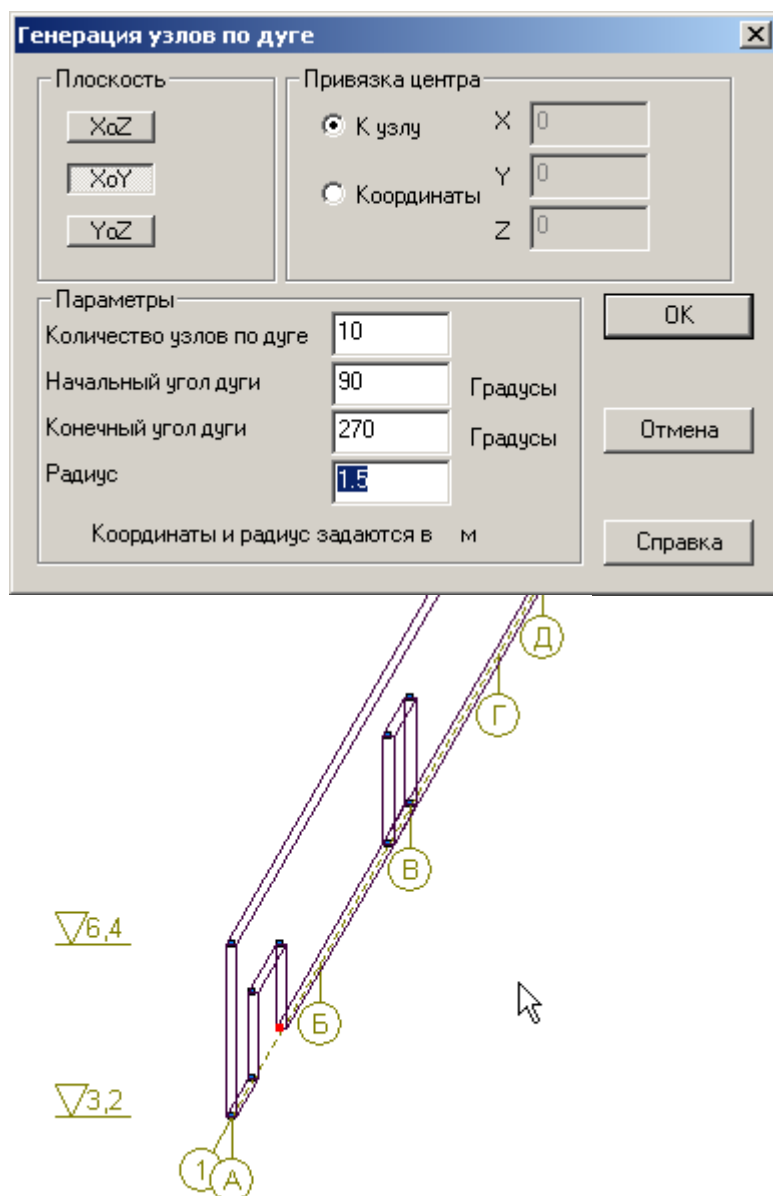 Генерация узлов по дуге
Плоскость
XoZ
XoY
YoZ
Привязка центра
К узлу
Координаты
X 0
Y 0
Z 0
Параметры
Количество узлов по дуге 10
Начальный угол дуги 90 Градусы
Конечный угол дуги 270 Градусы
Радиус 1.5
Координаты и радиус задаются в м
OK
Отмена
Справка
Д
Г
В
6,4
Б
3,2
1 А